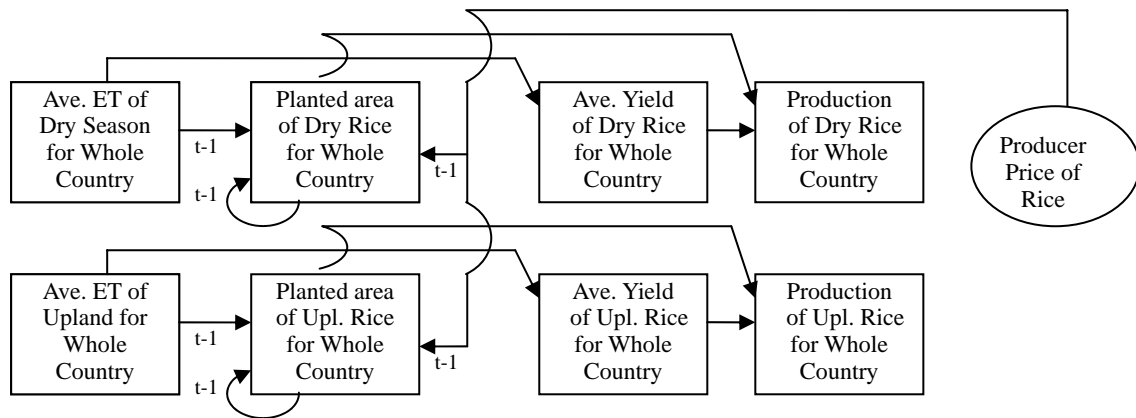 Ave. ET of
Dry Season
for Whole
Country
t-1
t-1
Planted area
of Dry Rice
for Whole
Country
t-1
Ave. Yield
of Dry Rice
for Whole
Country
Production
of Dry Rice
for Whole
Country
Producer
Price of
Rice
Ave. ET of
Upland for
Whole
Country
t-1
t-1
Planted area
of Upl. Rice
for Whole
Country
t-1
Ave. Yield
of Upl. Rice
for Whole
Country
Production
of Upl. Rice
for Whole
Country